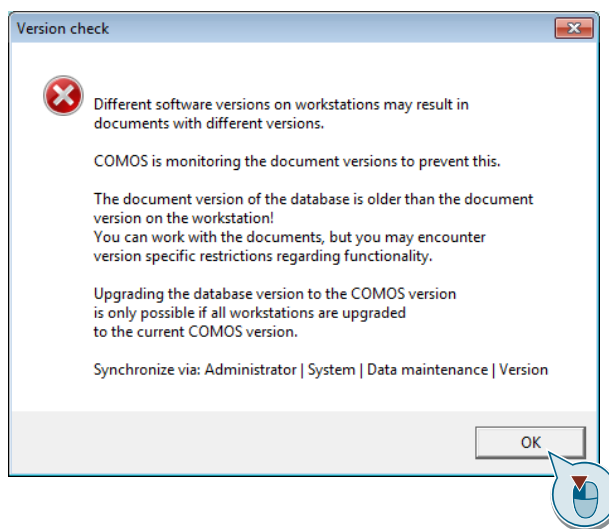 Version check
Different software versions on workstations may result in
documents with different versions.
COMOS is monitoring the document versions to prevent this.
The document version of the database is older than the document
version on the workstation!
You can work with the documents, but you may encounter
version specific restrictions regarding functionality.
Upgrading the database version to the COMOS version
is only possible if all workstations are upgraded
to the current COMOS version.
Synchronize via: Administrator | System | Data maintenance | Version
OK